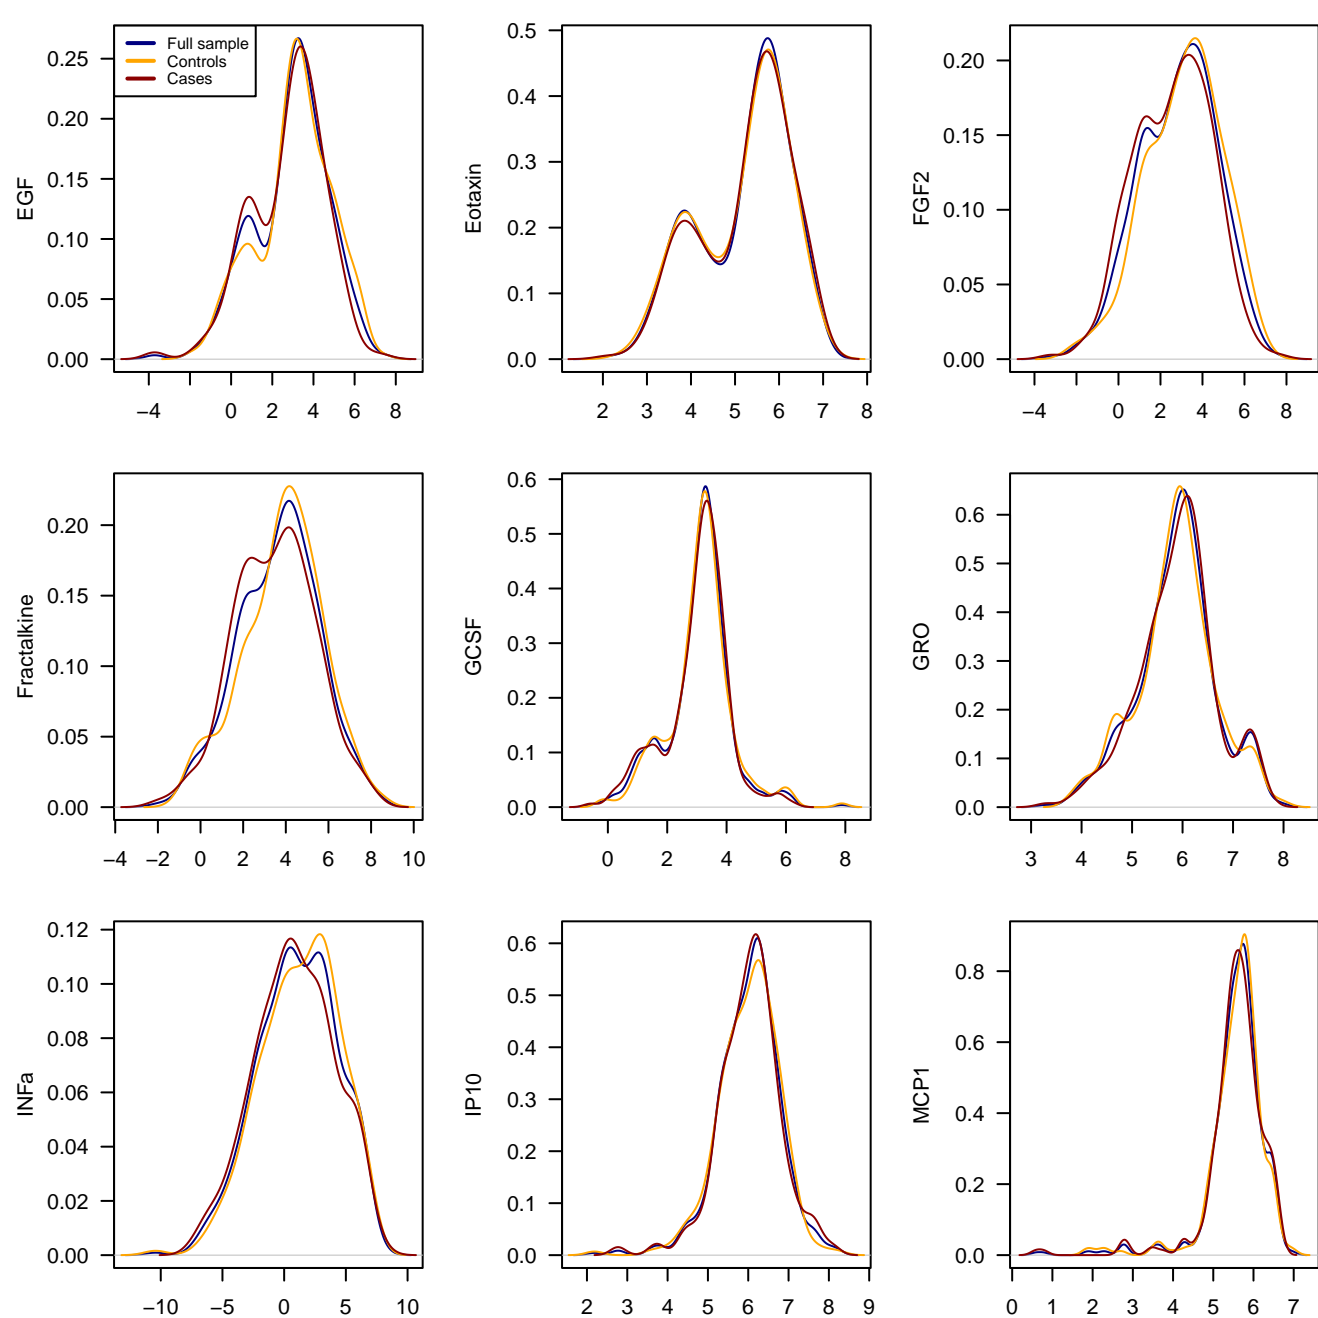 Full sample
Controls
Cases
EGF
0.00 0.05 0.10 0.15 0.20 0.25
−4 0 2 4 6 8
Eotaxin
0.0 0.1 0.2 0.3 0.4 0.5
2 3 4 5 6 7 8
FGF2
0.00 0.05 0.10 0.15 0.20
−4 0 2 4 6 8
Fractalkine
0.00 0.05 0.10 0.15 0.20
−4 −2 0 2 4 6 8 10
GCSF
0.0 0.1 0.2 0.3 0.4 0.5 0.6
0 2 4 6 8
GRO
0.0 0.1 0.2 0.3 0.4 0.5 0.6
3 4 5 6 7 8
INFa
0.00 0.02 0.04 0.06 0.08 0.10 0.12
−10 −5 0 5 10
IP10
0.0 0.1 0.2 0.3 0.4 0.5 0.6
2 3 4 5 6 7 8 9
MCP1
0.0 0.2 0.4 0.6 0.8
0 1 2 3 4 5 6 7